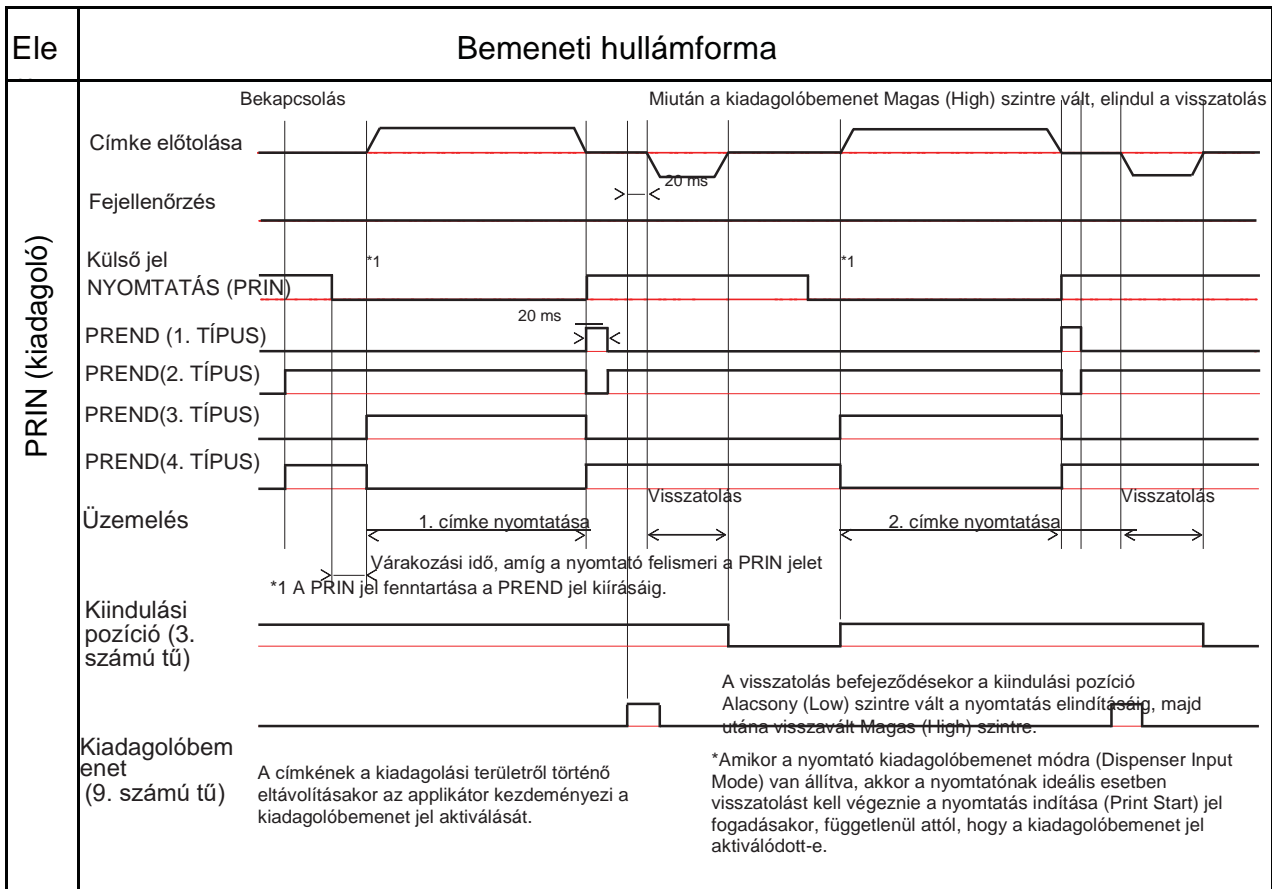 Ele
Bemeneti hullámforma
PRIN (kiadagoló)
Bekapcsolás
Miután a kiadagolóbemenet Magas (High) szintre vált, elindul a visszatolás
Címke előtolása
20 ms
Fejellenőrzés
Külső jel
NYOMTATÁS (PRIN)
*1
*1
20 ms
PREND (1. TÍPUS)
PREND(2. TÍPUS)
PREND(3. TÍPUS)
PREND(4. TÍPUS)
Visszatolás
Visszatolás
Üzemelés
1. címke nyomtatása
2. címke nyomtatása
Várakozási idő, amíg a nyomtató felismeri a PRIN jelet
*1 A PRIN jel fenntartása a PREND jel kiírásáig.
Kiindulási
pozíció (3.
számú tű)
A visszatolás befejeződésekor a kiindulási pozíció
Alacsony (Low) szintre vált a nyomtatás elindításáig, majd
utána visszavált Magas (High) szintre.
Kiadagolóbem
enet
(9. számú tű)
A címkének a kiadagolási területről történő
eltávolításakor az applikátor kezdeményezi a
kiadagolóbemenet jel aktiválását.
*Amikor a nyomtató kiadagolóbemenet módra (Dispenser Input
Mode) van állítva, akkor a nyomtatónak ideális esetben
visszatolást kell végeznie a nyomtatás indítása (Print Start) jel
fogadásakor, függetlenül attól, hogy a kiadagolóbemenet jel
aktiválódott-e.